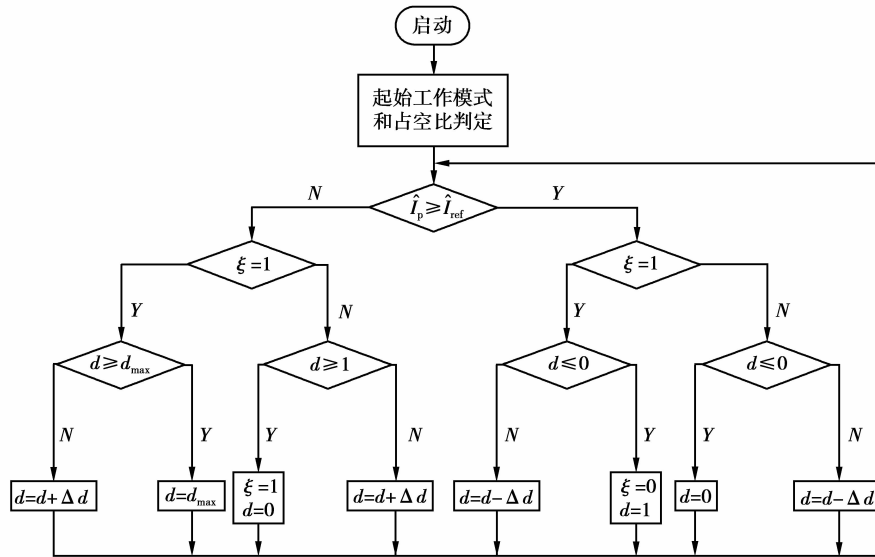 启动
起始工作模式
和占空比判定
N
Y
Î_p≥Î_ref
ξ=1
ξ=1
Y
N
Y
N
d≥d_max
d≥1
d≤0
d≤0
N
Y
Y
N
N
Y
Y
N
d=d+Δd
d=d_max
ξ=1
d=0
d=d+Δd
d=d-Δd
ξ=0
d=1
d=0
d=d-Δd